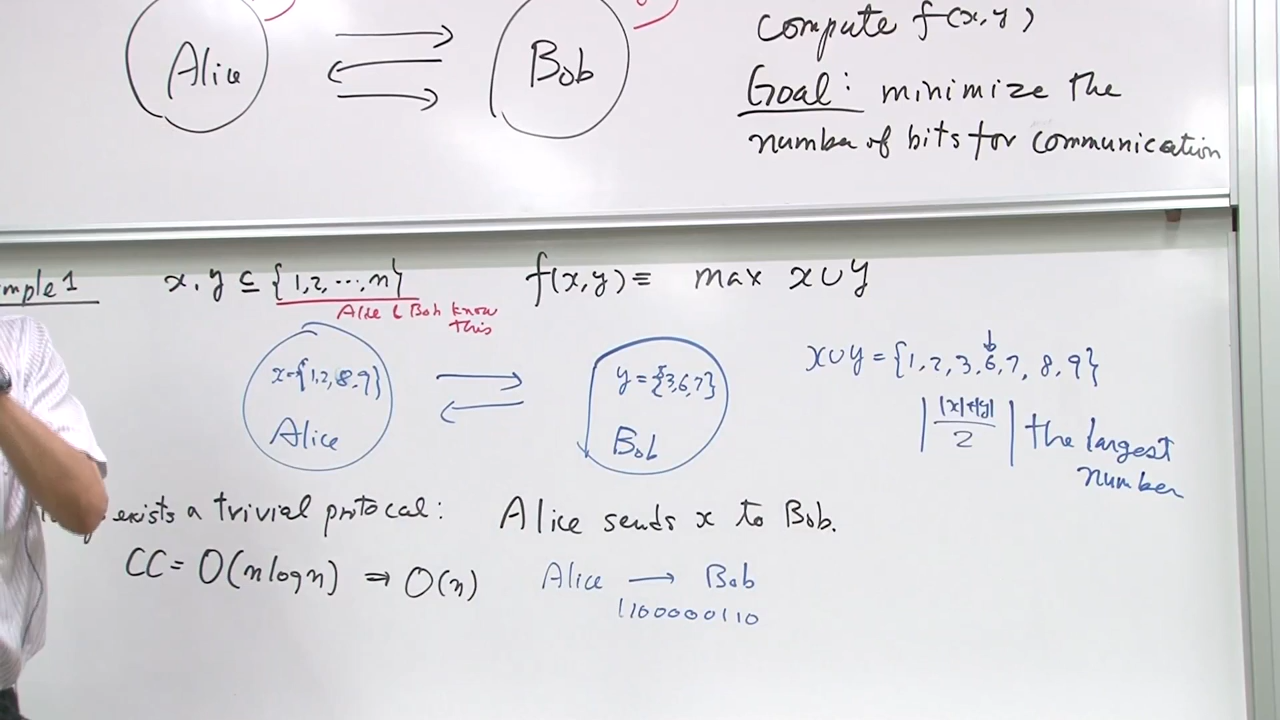 Alice
Bob
compute f(x,y)
Goal: minimize the
number of bits for communication
mple 1 x, y ⊆ {1,2,...,n} f(x,y) = max x∪y
Alice & Bob know
this
x={1,2,8,9}
Alice
y={3,6,7}
Bob
x∪y = {1,2,3,6,7,8,9}
||x|+|y|/2| the largest
number
exists a trivial protocal: Alice sends x to Bob.
CC= O(n log n) ⇒ O(n) Alice → Bob
1100000110